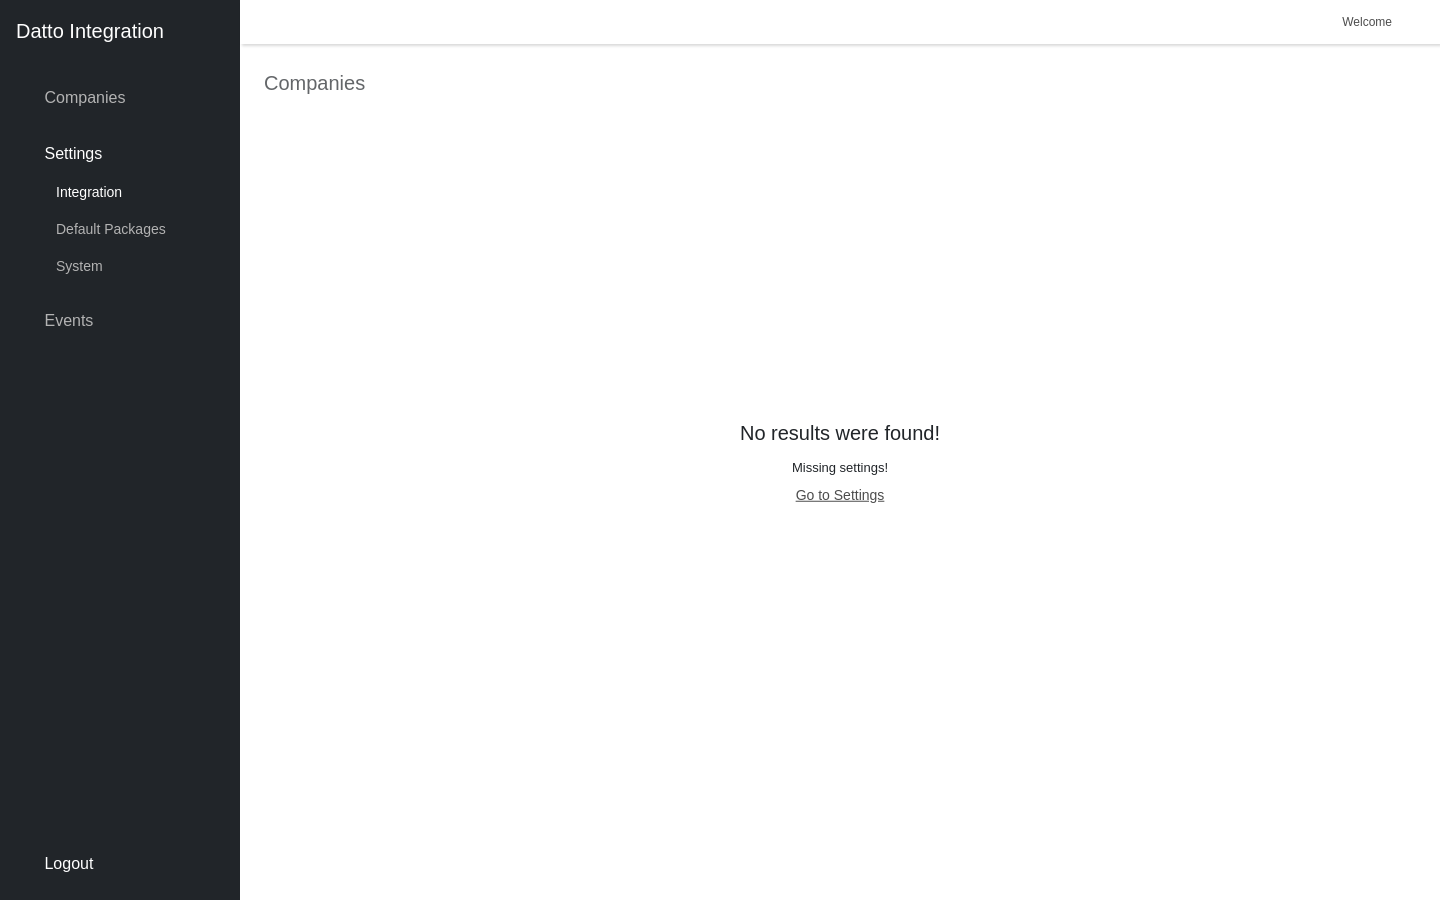 Datto Integration
Welcome
Companies
Settings
Integration
Default Packages
System
Events
Logout
Companies
No results were found!
Missing settings!
Go to Settings